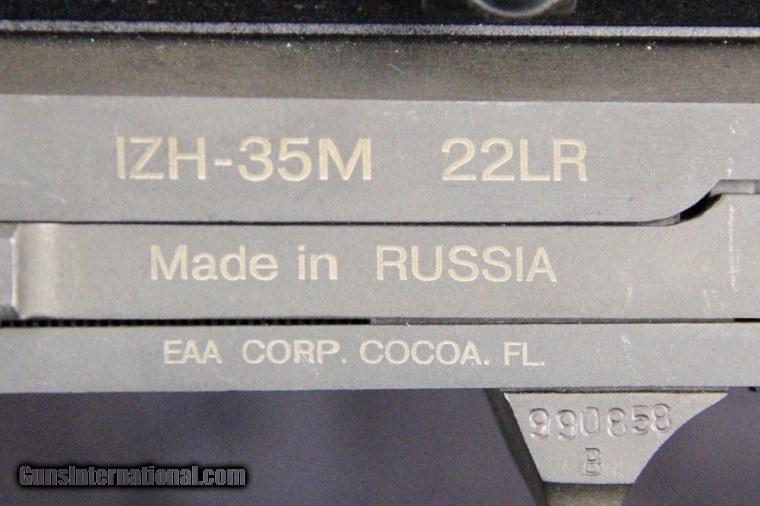 IZH-35M 22LR
Made in RUSSIA
EAA CORP. COCOA. FL.
990858
B
GunsInternational.com